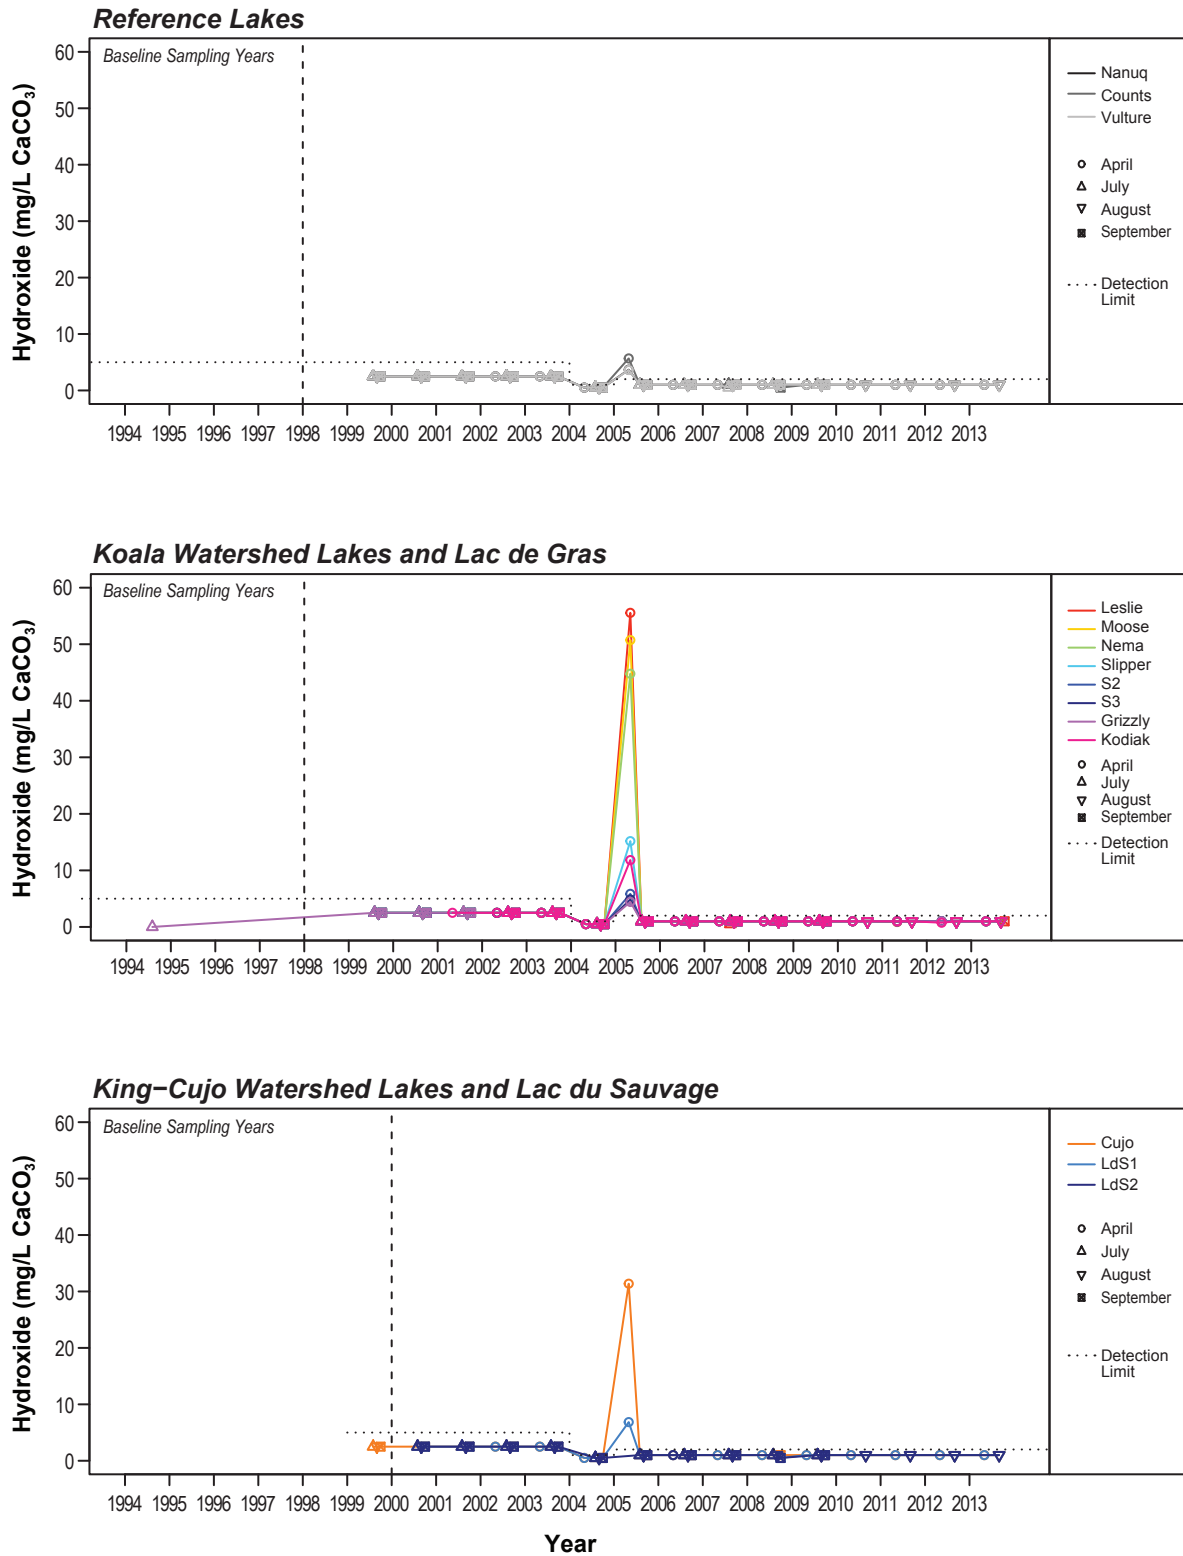 Reference Lakes
Baseline Sampling Years
Hydroxide (mg/L CaCO₃)
60
50
40
30
20
10
0
1994 1995 1996 1997 1998 1999 2000 2001 2002 2003 2004 2005 2006 2007 2008 2009 2010 2011 2012 2013
Nanuq
Counts
Vulture
April
July
August
September
Detection
Limit
Koala Watershed Lakes and Lac de Gras
Baseline Sampling Years
Hydroxide (mg/L CaCO₃)
60
50
40
30
20
10
0
1994 1995 1996 1997 1998 1999 2000 2001 2002 2003 2004 2005 2006 2007 2008 2009 2010 2011 2012 2013
Leslie
Moose
Nema
Slipper
S2
S3
Grizzly
Kodiak
April
July
August
September
Detection
Limit
King−Cujo Watershed Lakes and Lac du Sauvage
Baseline Sampling Years
Hydroxide (mg/L CaCO₃)
60
50
40
30
20
10
0
1994 1995 1996 1997 1998 1999 2000 2001 2002 2003 2004 2005 2006 2007 2008 2009 2010 2011 2012 2013
Year
Cujo
LdS1
LdS2
April
July
August
September
Detection
Limit